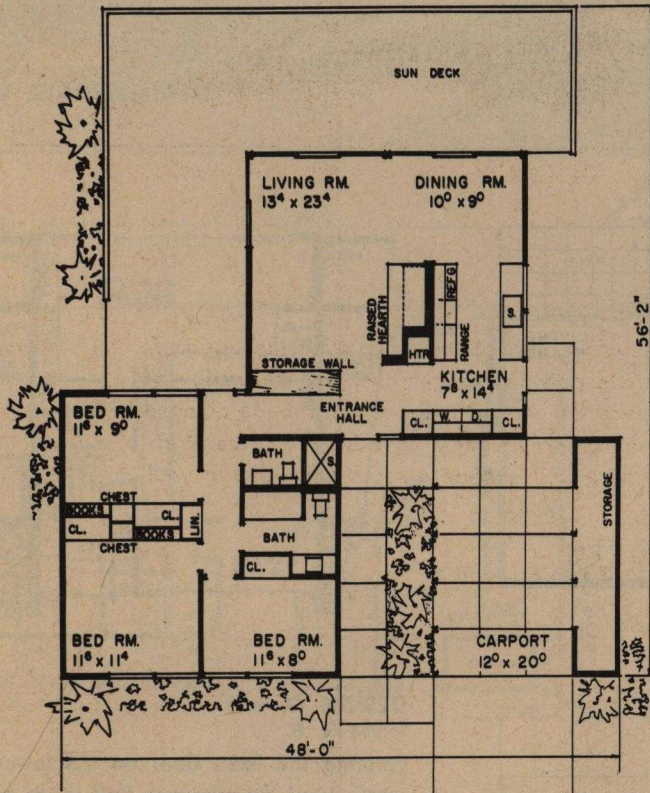 SUN DECK
LIVING RM.
13⁴ x 23⁴
DINING RM.
10⁰ x 9⁰
RAISED
HEARTH
REF'G
RANGE
S.
HTR
STORAGE WALL
KITCHEN
7⁸ x 14⁴
ENTRANCE
HALL
CL.
W.
D.
CL.
BED RM.
11⁶ x 9⁰
BATH
S.
CHEST
BOOKS
CL.
CL.
BOOKS
LIN.
CHEST
BATH
CL.
STORAGE
BED RM.
11⁶ x 11⁴
BED RM.
11⁶ x 8⁰
CARPORT
12⁰ x 20⁰
48'-0"
56'-2"